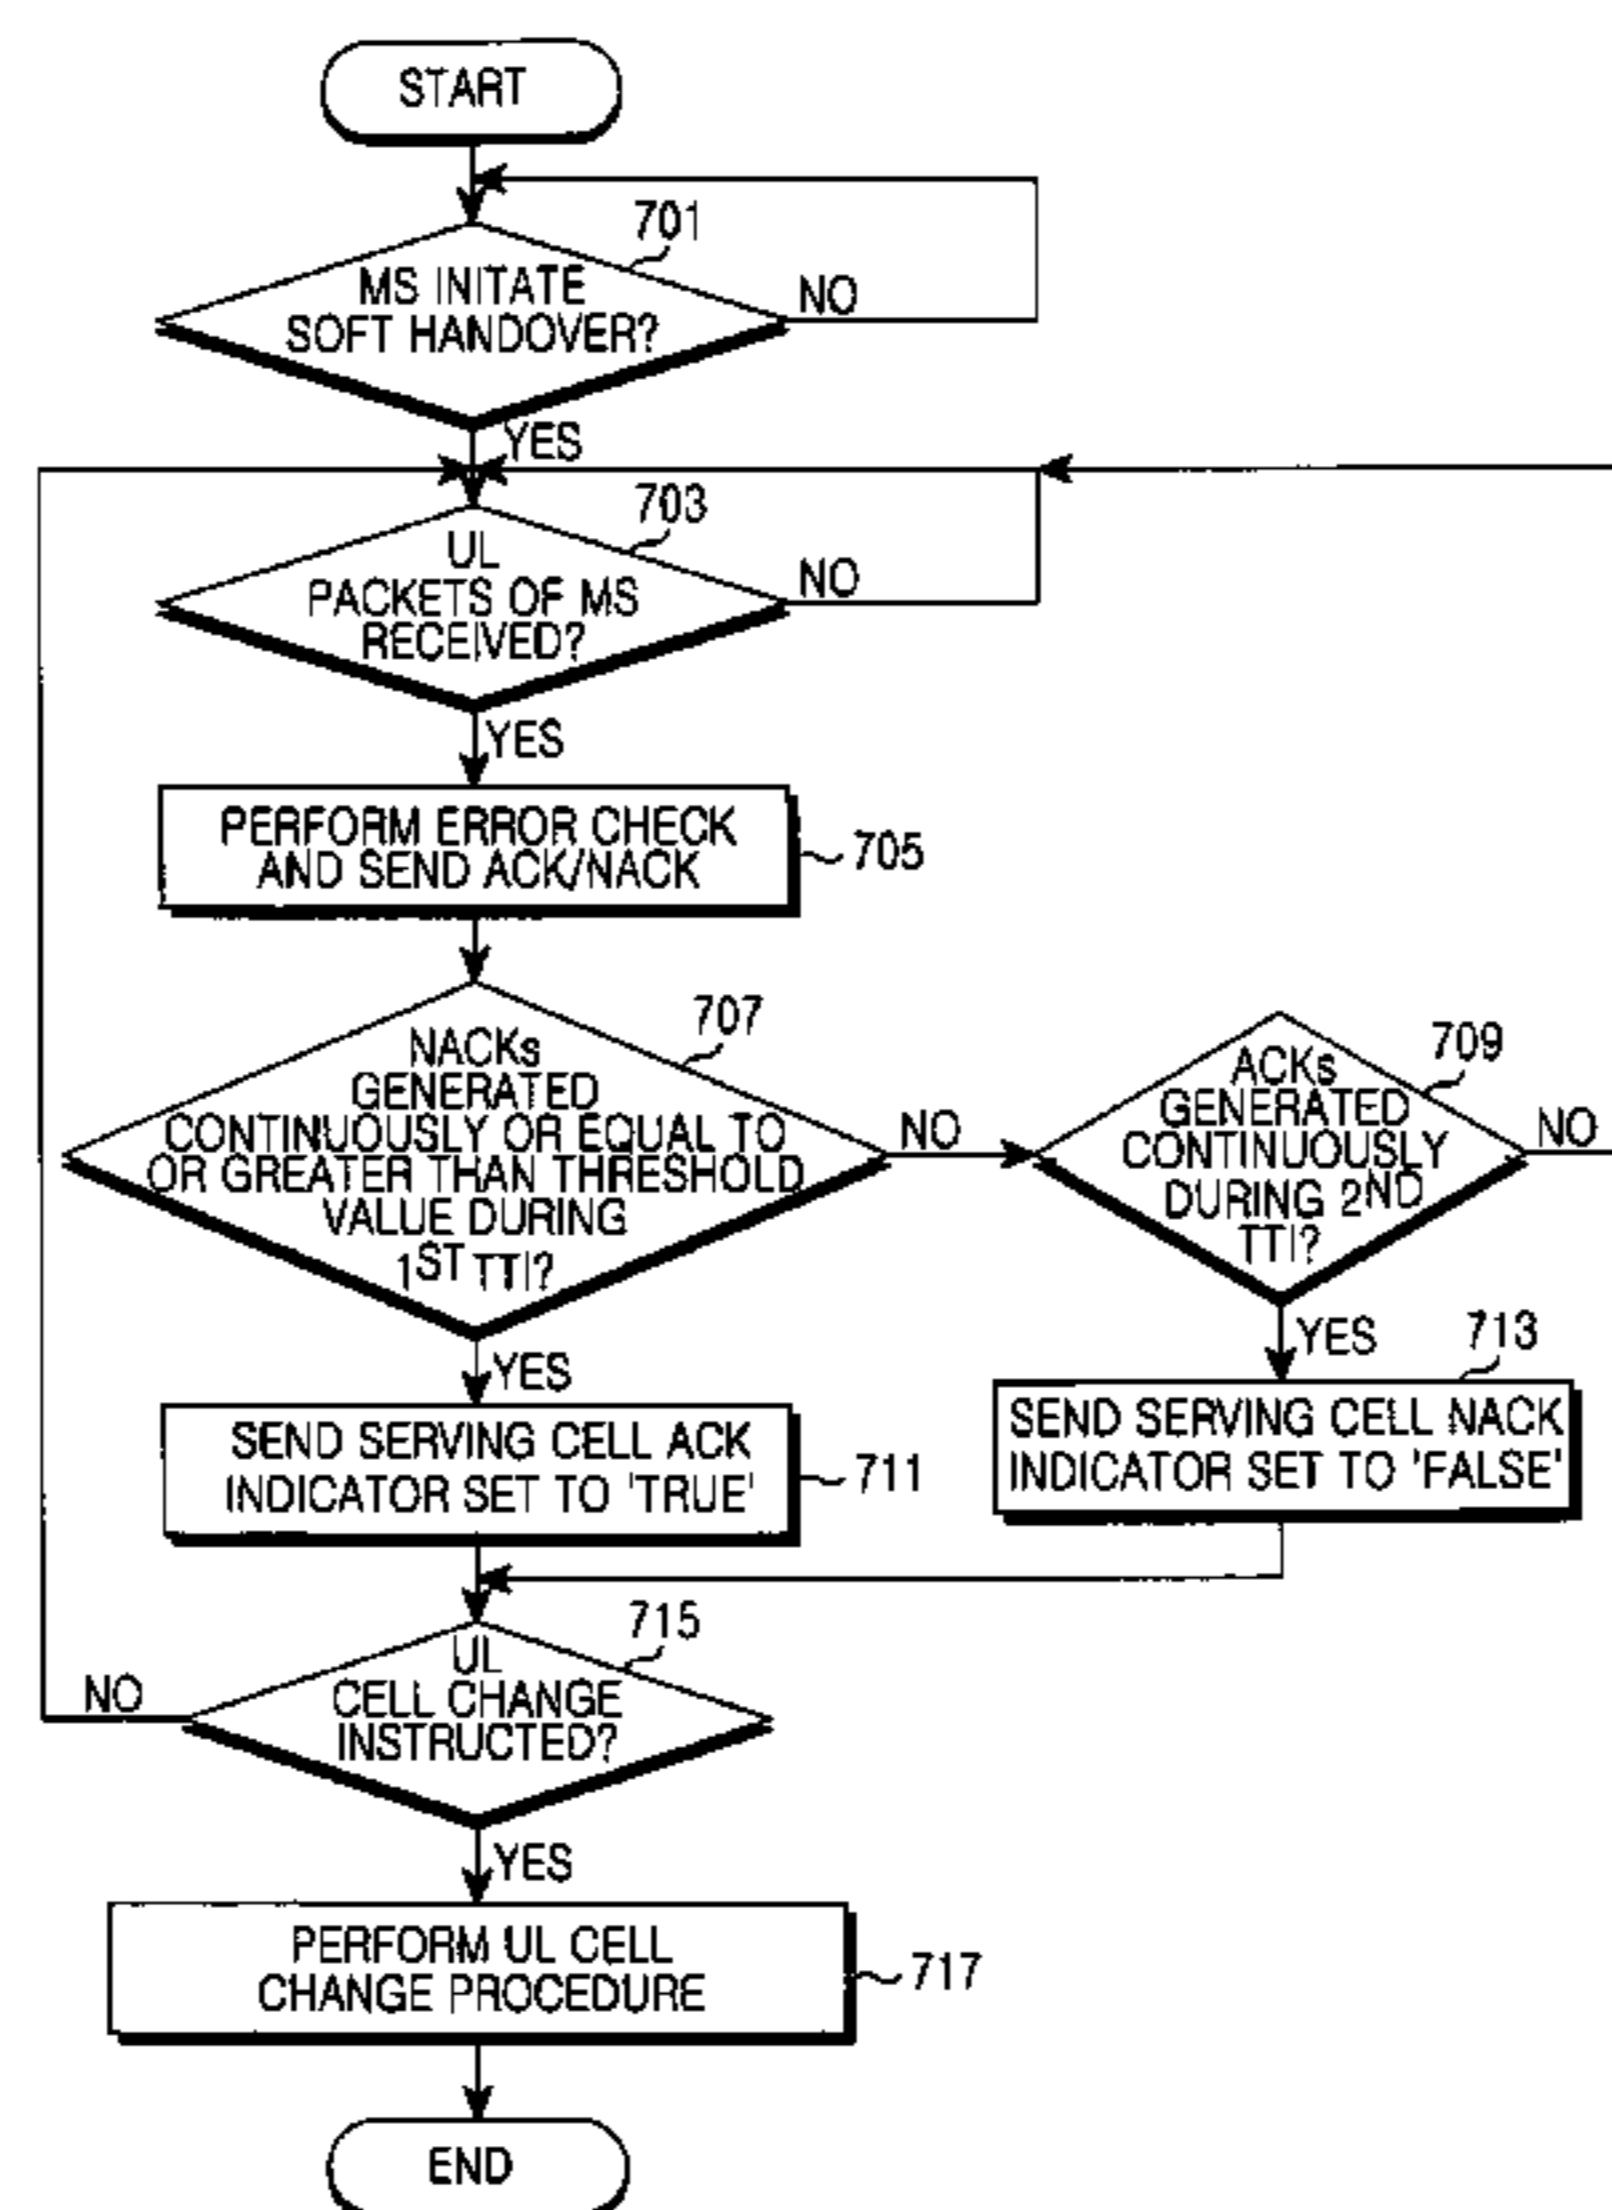 START
701
MS INITATE
SOFT HANDOVER?
NO
YES
703
UL
PACKETS OF MS
RECEIVED?
NO
YES
PERFORM ERROR CHECK
AND SEND ACK/NACK
705
707
NACKs
GENERATED
CONTINUOUSLY OR EQUAL TO
OR GREATER THAN THRESHOLD
VALUE DURING
1ST TTI?
NO
709
ACKs
GENERATED
CONTINUOUSLY
DURING 2ND
TTI?
NO
YES
YES
713
SEND SERVING CELL ACK
INDICATOR SET TO 'TRUE'
711
SEND SERVING CELL NACK
INDICATOR SET TO 'FALSE'
715
UL
CELL CHANGE
INSTRUCTED?
NO
YES
PERFORM UL CELL
CHANGE PROCEDURE
717
END